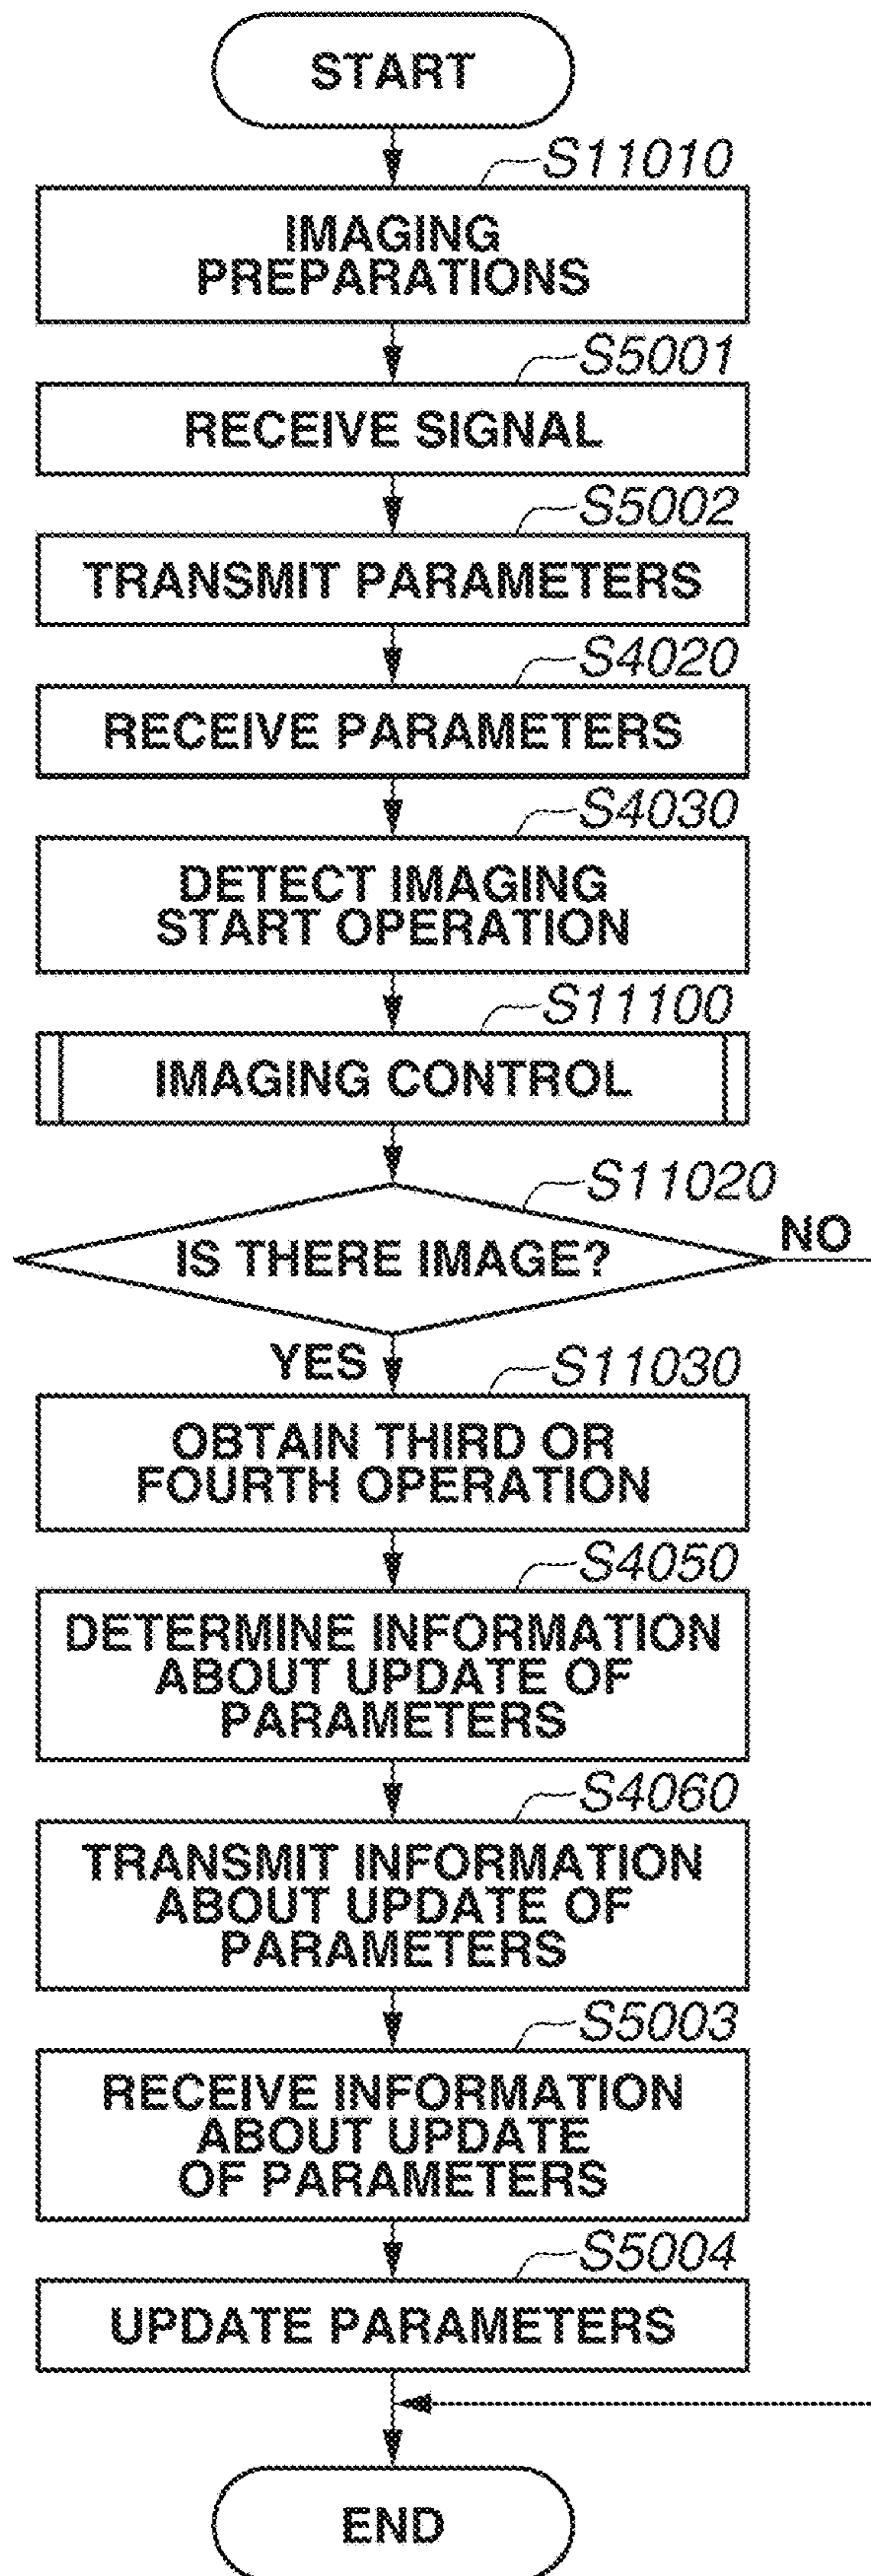 START
S11010
IMAGING
PREPARATIONS
S5001
RECEIVE SIGNAL
S5002
TRANSMIT PARAMETERS
S4020
RECEIVE PARAMETERS
S4030
DETECT IMAGING
START OPERATION
S11100
IMAGING CONTROL
S11020
IS THERE IMAGE?
NO
YES
S11030
OBTAIN THIRD OR
FOURTH OPERATION
S4050
DETERMINE INFORMATION
ABOUT UPDATE OF
PARAMETERS
S4060
TRANSMIT INFORMATION
ABOUT UPDATE OF
PARAMETERS
S5003
RECEIVE INFORMATION
ABOUT UPDATE
OF PARAMETERS
S5004
UPDATE PARAMETERS
END